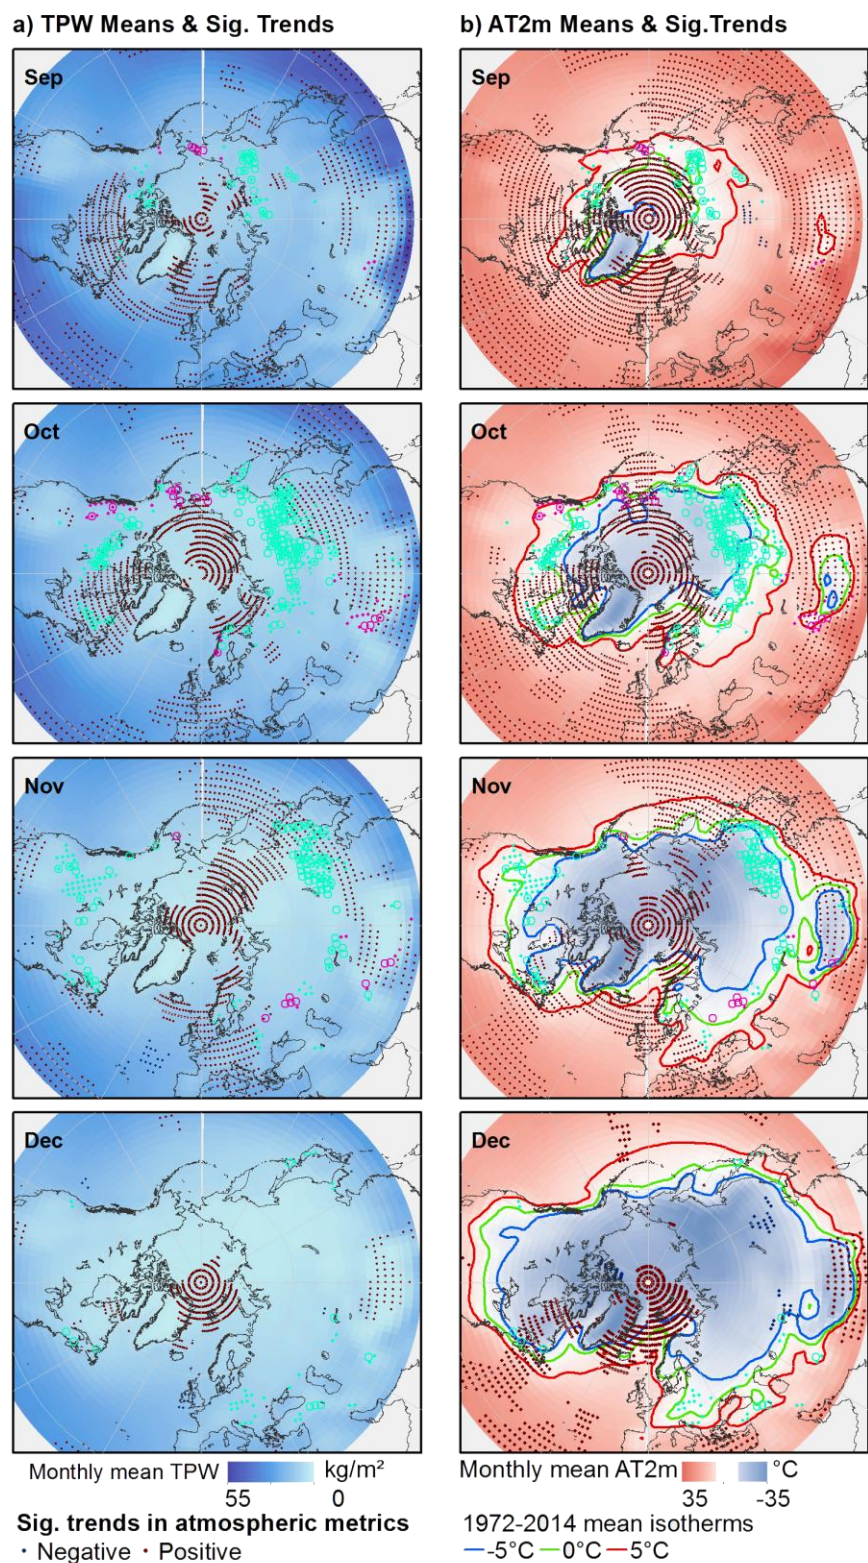 a) TPW Means & Sig. Trends
b) AT2m Means & Sig.Trends
Sep
Sep
Oct
Oct
Nov
Nov
Dec
Dec
Monthly mean TPW kg/m²
55 0
Monthly mean AT2m °C
35 -35
Sig. trends in atmospheric metrics
• Negative • Positive
1972-2014 mean isotherms
-5°C 0°C 5°C